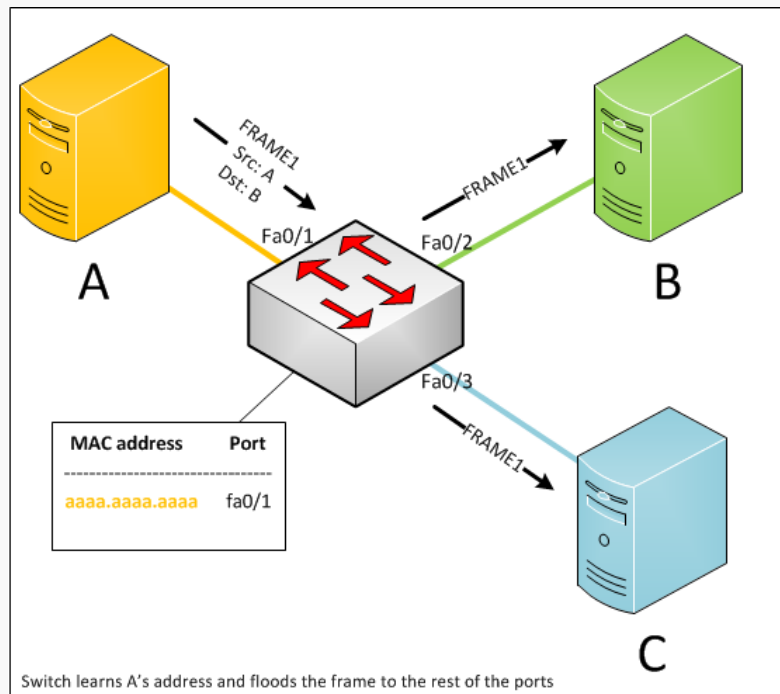 FRAME1
Src: A
Dst: B
FRAME1
Fa0/1
Fa0/2
A
B
Fa0/3
FRAME1
MAC address Port
--------------------------------
aaaa.aaaa.aaaa fa0/1
C
Switch learns A's address and floods the frame to the rest of the ports